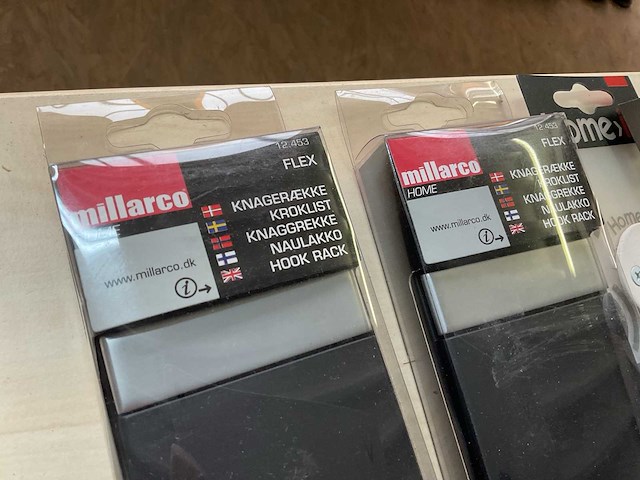 12.453
FLEX
millarco
KNAGERÆKKE
KROKLIST
KNAGGREKKE
NAULAKKO
HOOK RACK
www.millarco.dk
i
12.453
FLEX
millarco
HOME
KNAGERÆKKE
KROKLIST
KNAGGREKKE
NAULAKKO
HOOK RACK
www.millarco.dk
i